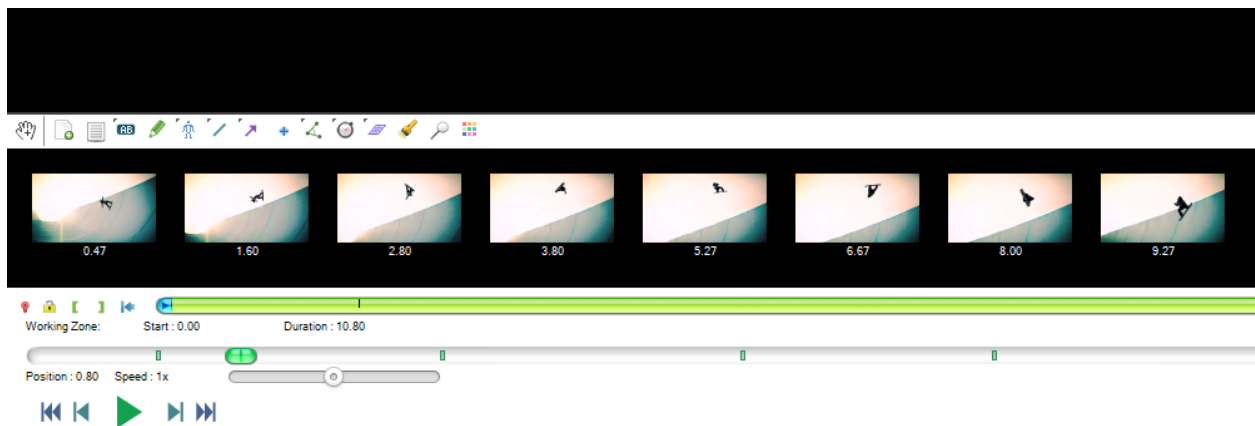 AB
0.47 1.60 2.80 3.80 5.27 6.67 8.00 9.27
Working Zone: Start : 0.00 Duration : 10.80
Position : 0.80 Speed : 1x